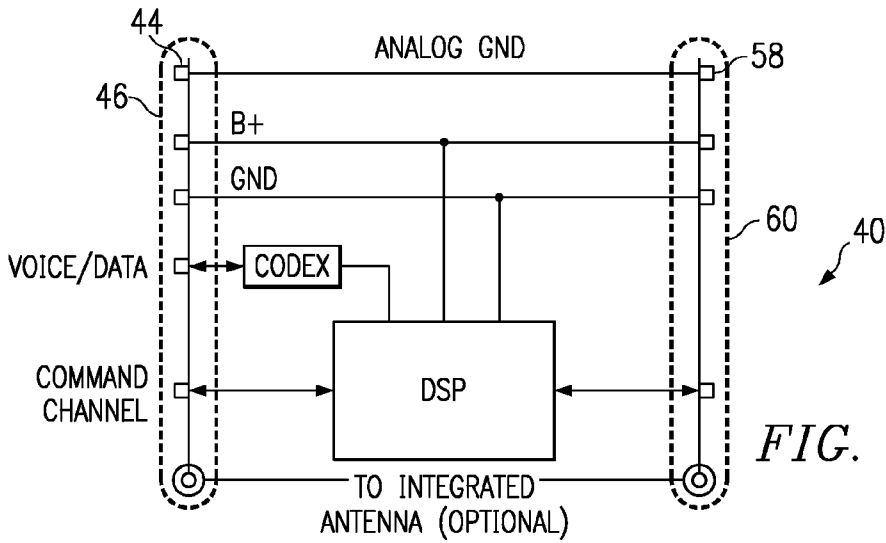 44
ANALOG GND
58
46
B+
GND
60
40
VOICE/DATA
CODEX
COMMAND
CHANNEL
DSP
FIG.
TO INTEGRATED
ANTENNA (OPTIONAL)